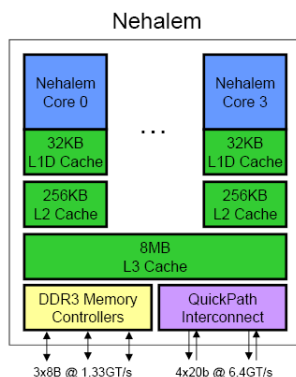 Nehalem
Nehalem
Core 0
Nehalem
Core 3
32KB
L1D Cache
...
32KB
L1D Cache
256KB
L2 Cache
256KB
L2 Cache
8MB
L3 Cache
DDR3 Memory
Controllers
QuickPath
Interconnect
3x8B @ 1.33GT/s
4x20b @ 6.4GT/s